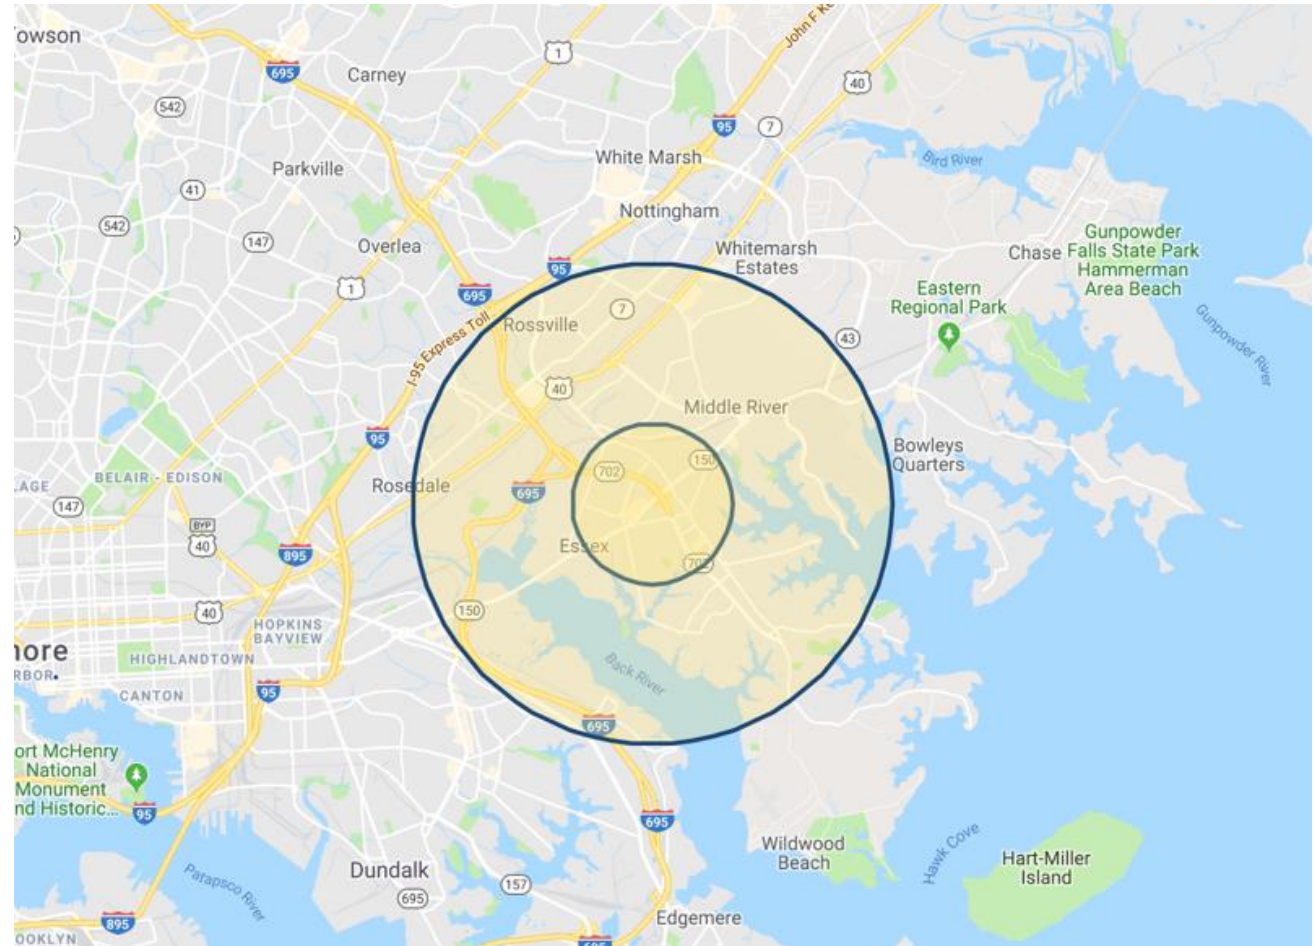 owson
695
Carney
1
John F Ke
40
542
95
7
White Marsh
Bird River
Parkville
41
Nottingham
542
147
Overlea
Whitemarsh
Estates
Chase
Gunpowder
Falls State Park
Hammerman
Area Beach
95
695
1
Eastern
Regional Park
7
Rossville
I-95 Express Toll
43
Gunpowder River
40
Middle River
95
Bowleys
Quarters
150
702
LAGE
BELAIR - EDISON
Rosedale
695
147
BYP
40
895
Essex
702
40
150
HOPKINS
BAYVIEW
nore
RBOR
HIGHLANDTOWN
Back River
CANTON
95
695
ort McHenry
National
Monument
nd Historic...
95
695
Wildwood
Beach
Hawk Cove
Hart-Miller
Island
Dundalk
Patapsco River
157
695
895
Edgemere
OOKLYN
695